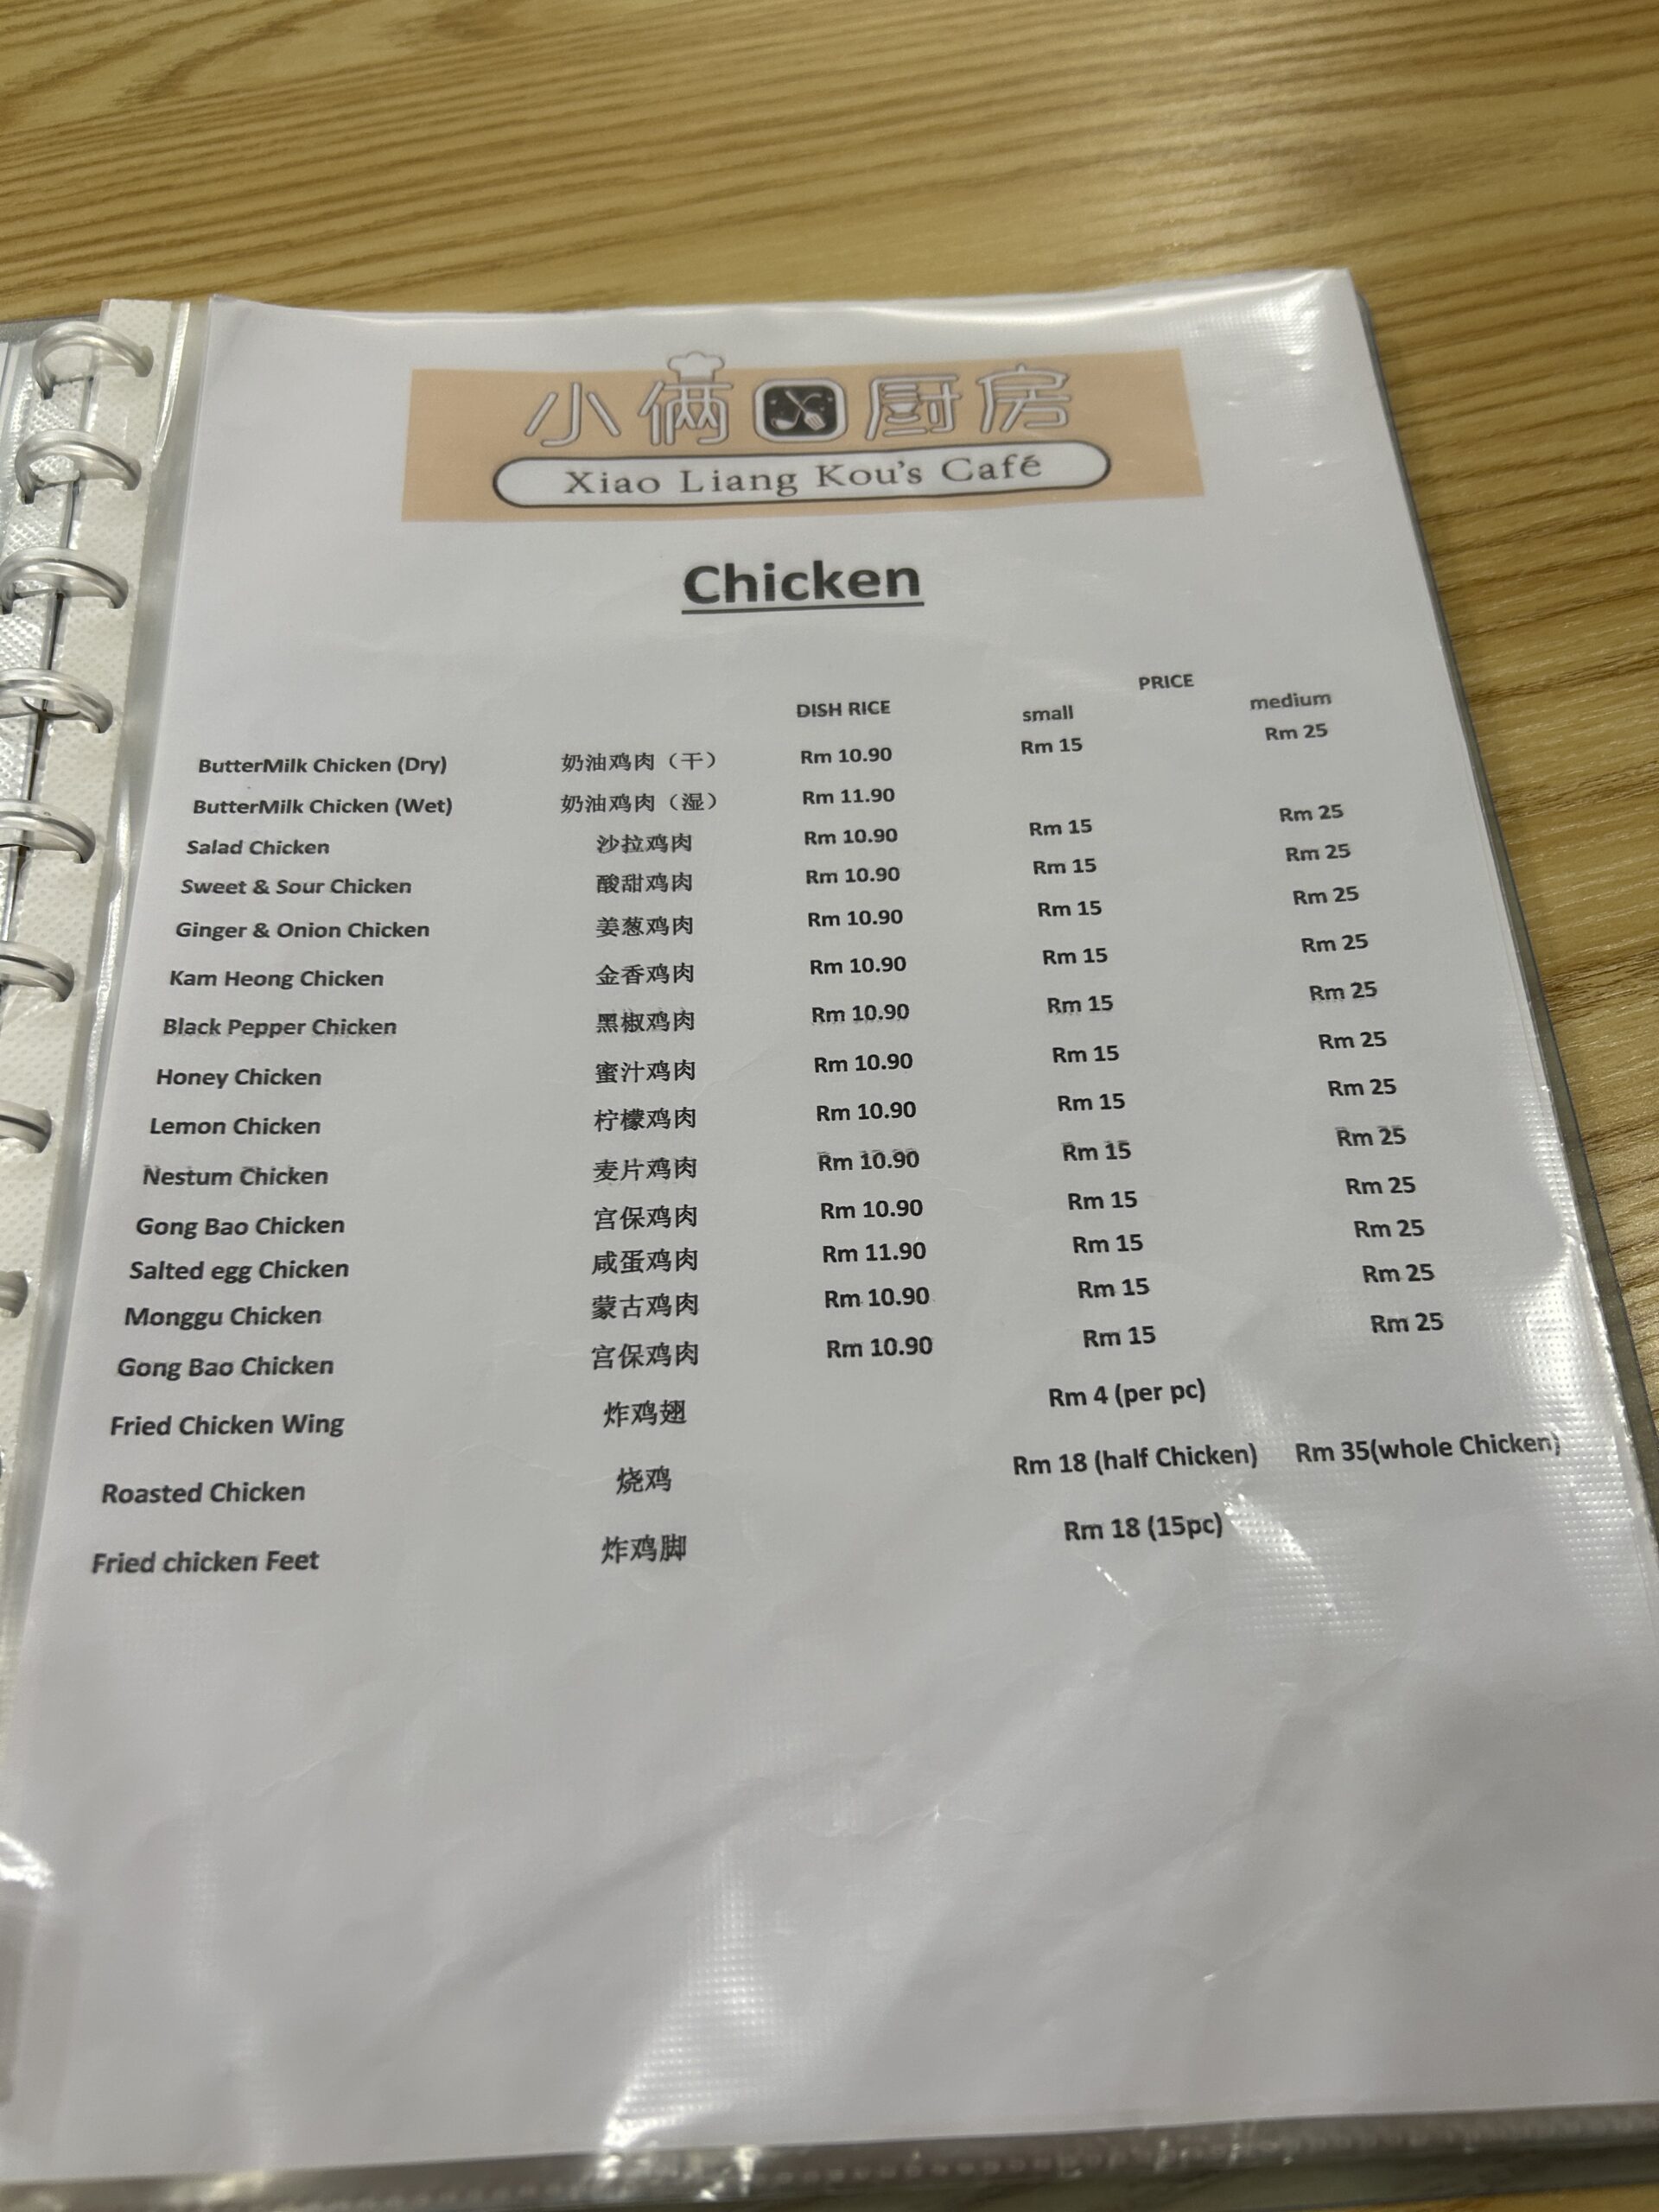 小俩口厨房
Xiao Liang Kou's Café
Chicken
PRICE
DISH RICE small medium
ButterMilk Chicken (Dry) 奶油鸡肉（干） Rm 10.90 Rm 15 Rm 25
ButterMilk Chicken (Wet) 奶油鸡肉（湿） Rm 11.90
Salad Chicken 沙拉鸡肉 Rm 10.90 Rm 15 Rm 25
Sweet & Sour Chicken 酸甜鸡肉 Rm 10.90 Rm 15 Rm 25
Ginger & Onion Chicken 姜葱鸡肉 Rm 10.90 Rm 15 Rm 25
Kam Heong Chicken 金香鸡肉 Rm 10.90 Rm 15 Rm 25
Black Pepper Chicken 黑椒鸡肉 Rm 10.90 Rm 15 Rm 25
Honey Chicken 蜜汁鸡肉 Rm 10.90 Rm 15 Rm 25
Lemon Chicken 柠檬鸡肉 Rm 10.90 Rm 15 Rm 25
Nestum Chicken 麦片鸡肉 Rm 10.90 Rm 15 Rm 25
Gong Bao Chicken 宫保鸡肉 Rm 10.90 Rm 15 Rm 25
Salted egg Chicken 咸蛋鸡肉 Rm 11.90 Rm 15 Rm 25
Monggu Chicken 蒙古鸡肉 Rm 10.90 Rm 15 Rm 25
Gong Bao Chicken 宫保鸡肉 Rm 10.90 Rm 15 Rm 25
Fried Chicken Wing 炸鸡翅 Rm 4 (per pc)
Roasted Chicken 烧鸡 Rm 18 (half Chicken) Rm 35(whole Chicken)
Fried chicken Feet 炸鸡脚 Rm 18 (15pc)